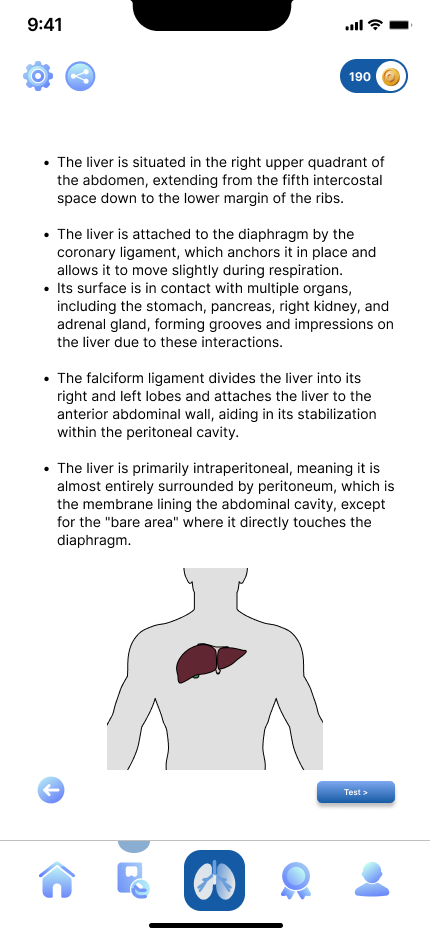 9:41
190
• The liver is situated in the right upper quadrant of
the abdomen, extending from the fifth intercostal
space down to the lower margin of the ribs.
• The liver is attached to the diaphragm by the
coronary ligament, which anchors it in place and
allows it to move slightly during respiration.
• Its surface is in contact with multiple organs,
including the stomach, pancreas, right kidney, and
adrenal gland, forming grooves and impressions on
the liver due to these interactions.
• The falciform ligament divides the liver into its
right and left lobes and attaches the liver to the
anterior abdominal wall, aiding in its stabilization
within the peritoneal cavity.
• The liver is primarily intraperitoneal, meaning it is
almost entirely surrounded by peritoneum, which is
the membrane lining the abdominal cavity, except
for the "bare area" where it directly touches the
diaphragm.
Test >